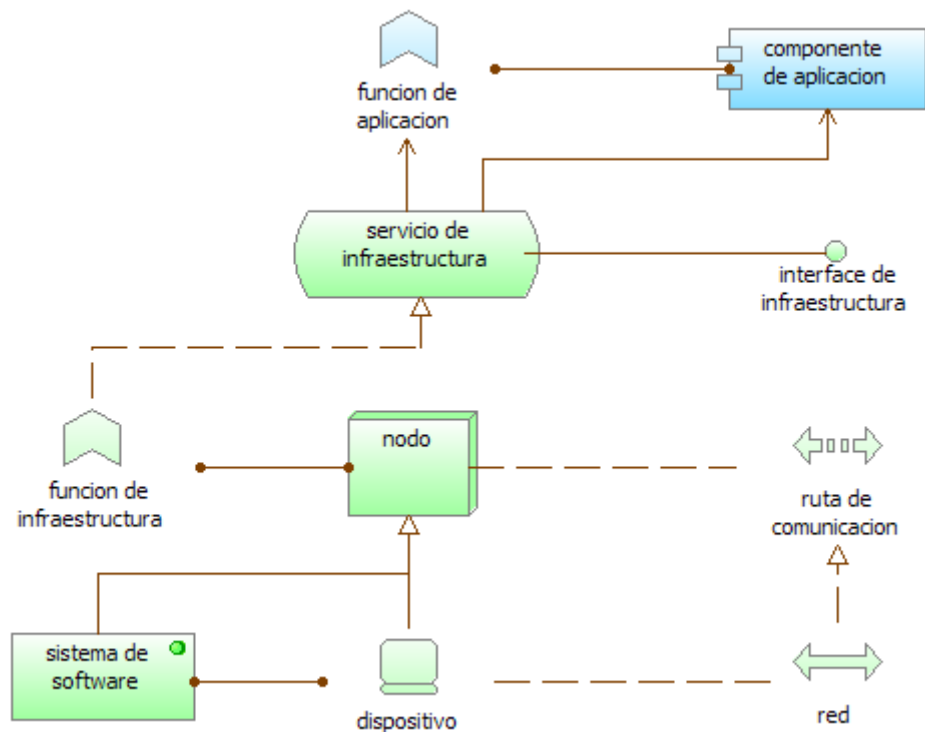 componente
de aplicacion
funcion de
aplicacion
servicio de
infraestructura
interface de
infraestructura
nodo
funcion de
infraestructura
ruta de
comunicacion
sistema de
software
dispositivo
red